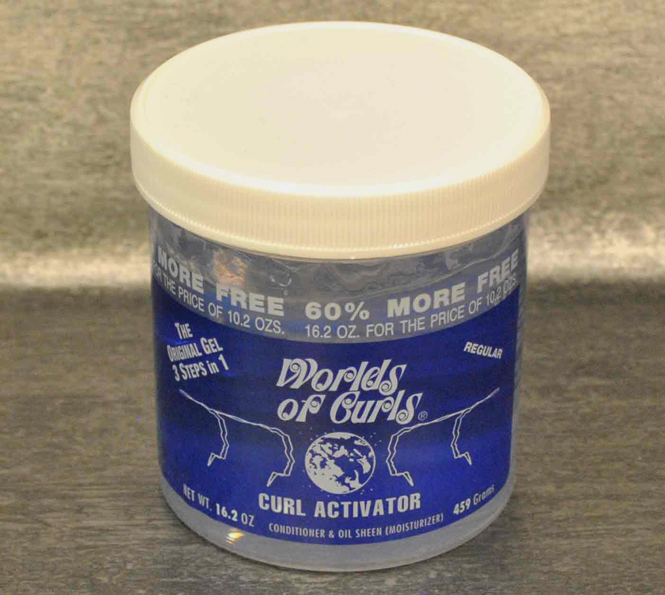 MORE FREE 60% MORE FREE
THE PRICE OF 10.2 OZS. 16.2 OZ. FOR THE PRICE OF 10.2 OZS.
THE
ORIGINAL GEL
3 STEPS in 1
REGULAR
Worlds
of Curls®
CURL ACTIVATOR
NET WT. 16.2 OZ
CONDITIONER & OIL SHEEN (MOISTURIZER)
459 Grams